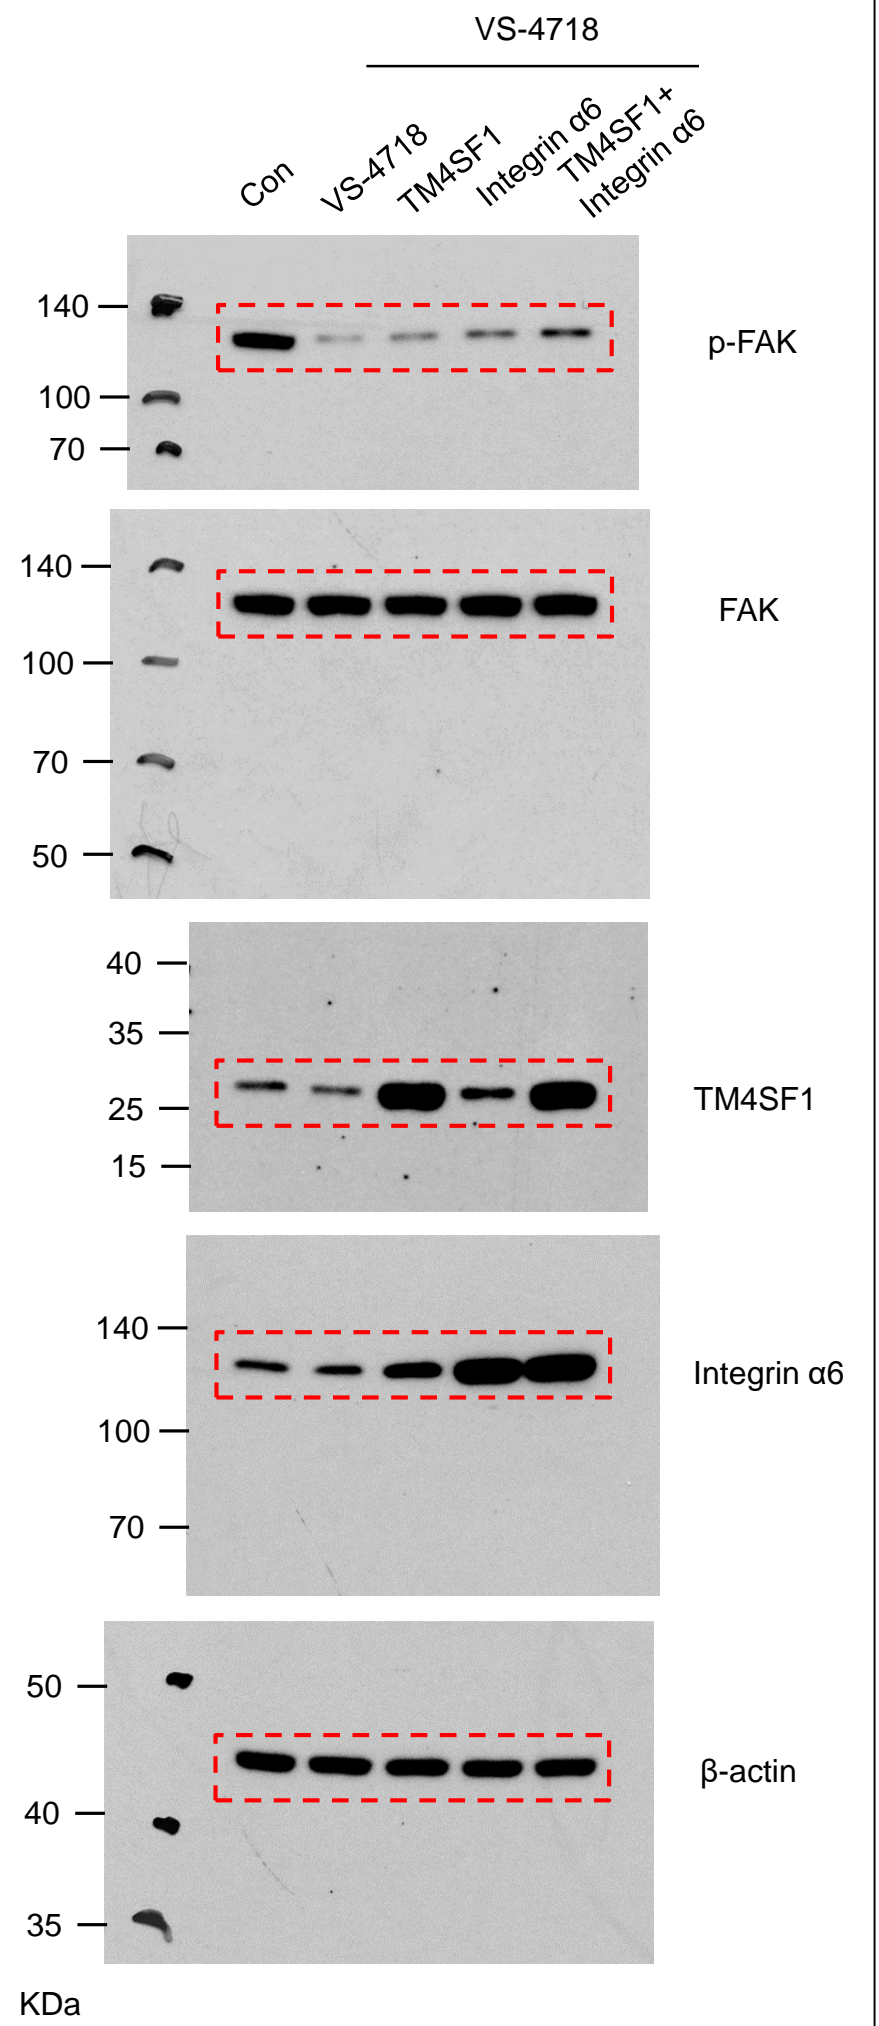 VS-4718
Con
VS-4718
TM4SF1
Integrin α6
TM4SF1+
Integrin α6
140
100
70
p-FAK
140
100
70
50
FAK
40
35
25
15
TM4SF1
140
100
70
Integrin α6
50
40
35
β-actin
KDa